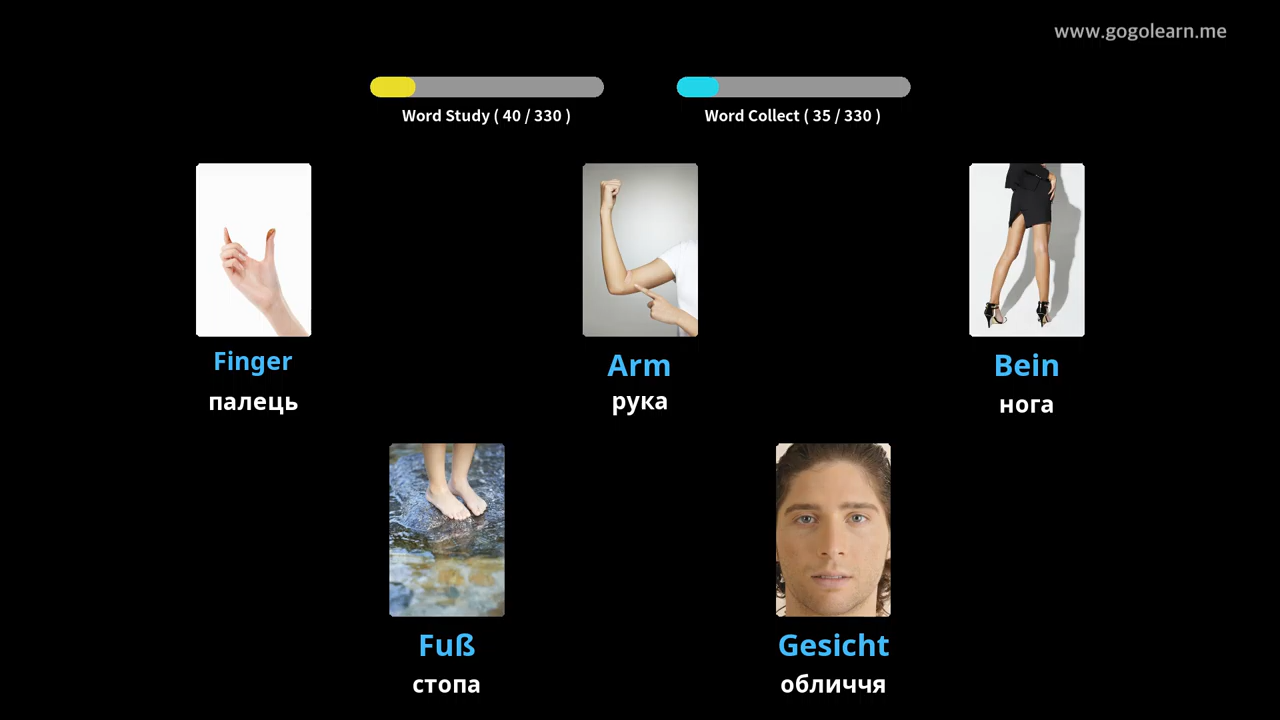 www.gogolearn.me
Word Study ( 40 / 330 )
Word Collect ( 35 / 330 )
Finger
палець
Arm
рука
Bein
нога
Fuß
стопа
Gesicht
обличчя